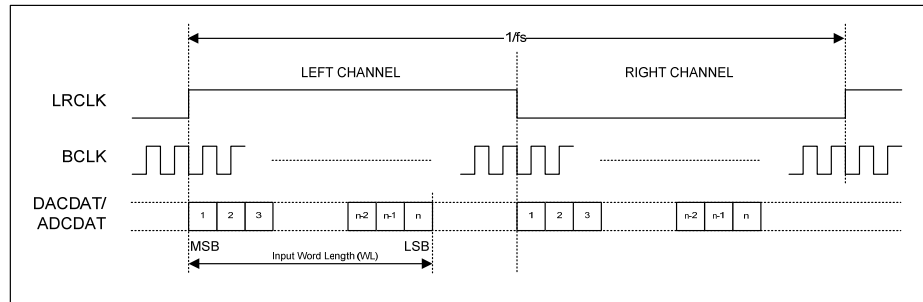 1/fs
LEFT CHANNEL RIGHT CHANNEL
LRCLK
BCLK
DACDAT/
ADCDAT
1 2 3 n-2 n-1 n 1 2 3 n-2 n-1 n
MSB LSB
Input Word Length (WL)